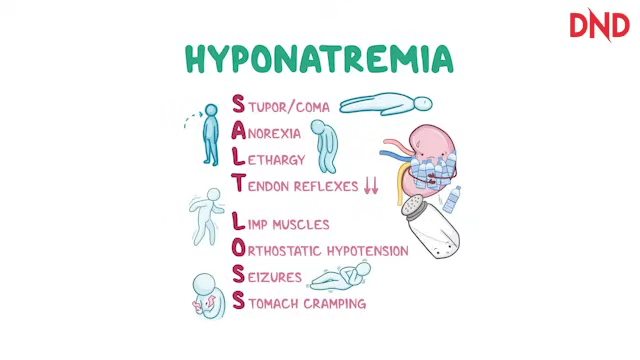 DND
HYPONATREMIA
STUPOR/COMA
ANOREXIA
LETHARGY
TENDON REFLEXES ↓↓
LIMP MUSCLES
ORTHOSTATIC HYPOTENSION
SEIZURES
STOMACH CRAMPING